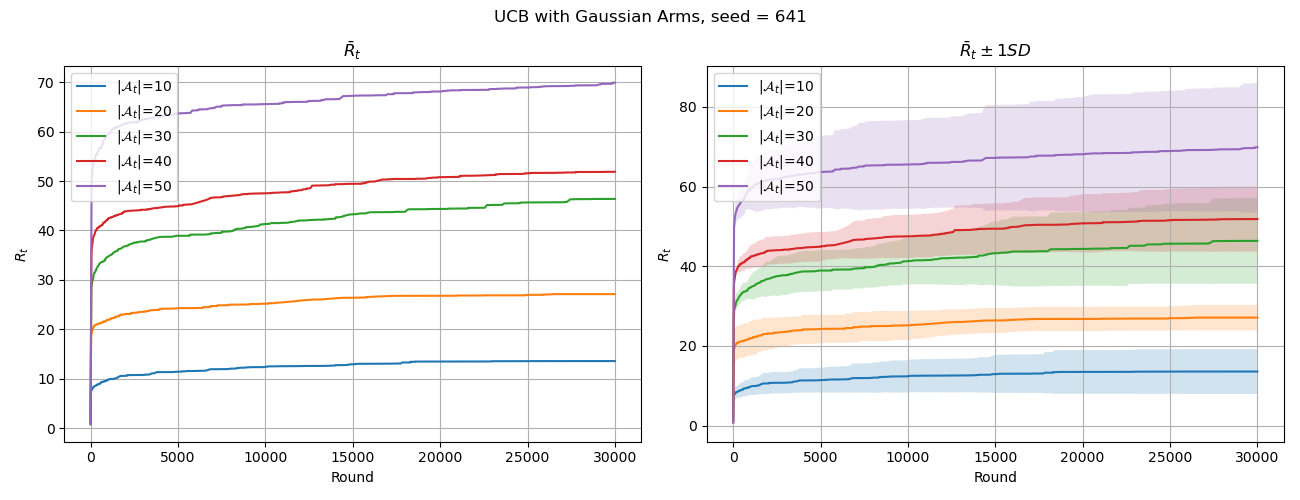 UCB with Gaussian Arms, seed = 641
R̄ₜ
70
60
50
40
30
20
10
0
Rₜ
|𝒜ₜ|=10
|𝒜ₜ|=20
|𝒜ₜ|=30
|𝒜ₜ|=40
|𝒜ₜ|=50
0 5000 10000 15000 20000 25000 30000
Round
R̄ₜ ± 1SD
80
60
40
20
0
Rₜ
|𝒜ₜ|=10
|𝒜ₜ|=20
|𝒜ₜ|=30
|𝒜ₜ|=40
|𝒜ₜ|=50
0 5000 10000 15000 20000 25000 30000
Round